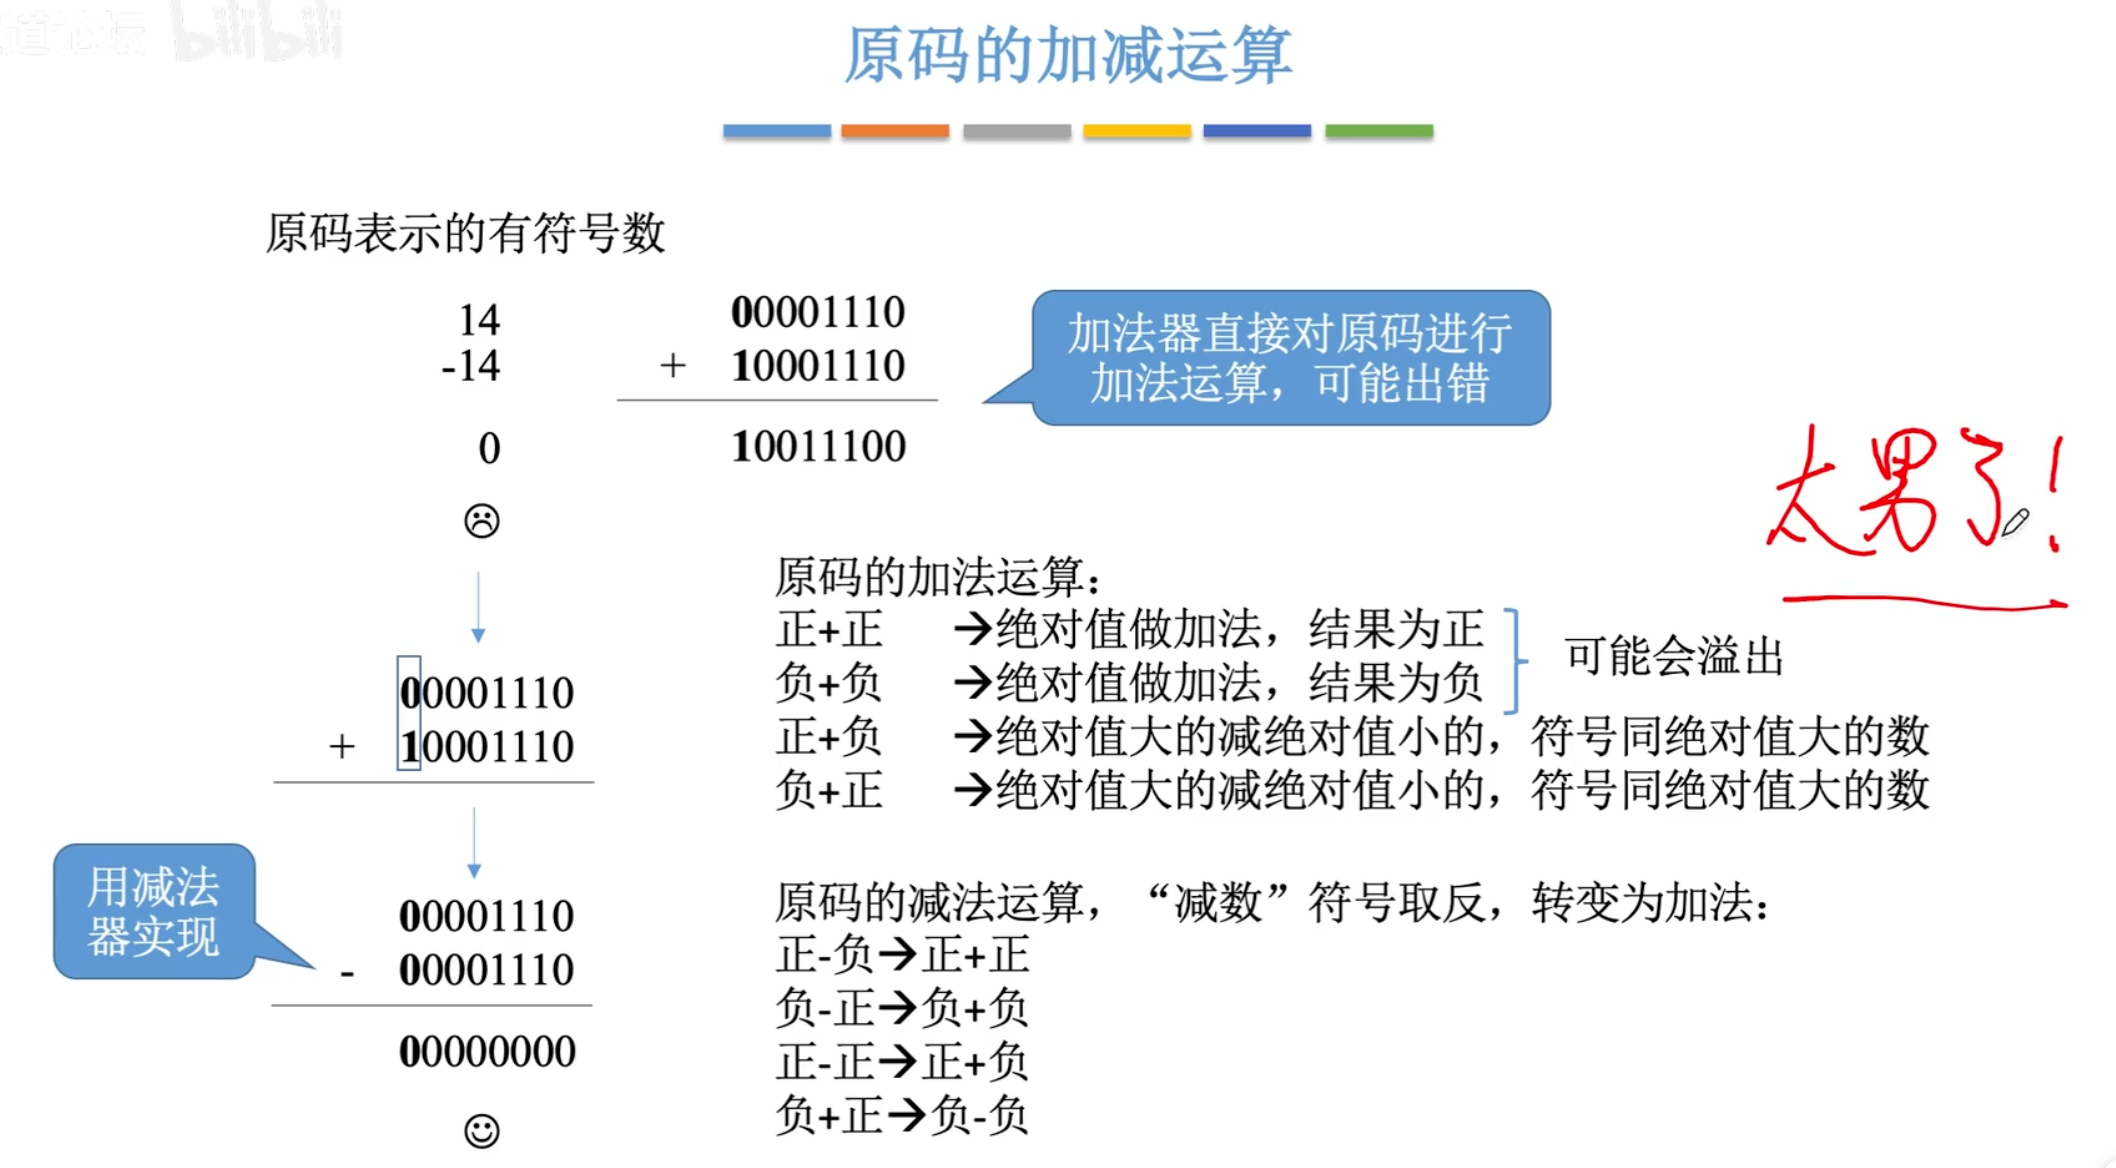 道论坛 bilibili
原码的加减运算
原码表示的有符号数
14
-14
0
00001110
+ 10001110
10011100
加法器直接对原码进行
加法运算，可能出错
太男了！
00001110
+ 10001110
用减法
器实现
00001110
- 00001110
00000000
原码的加法运算：
正+正 →绝对值做加法，结果为正
负+负 →绝对值做加法，结果为负
可能会溢出
正+负 →绝对值大的减绝对值小的，符号同绝对值大的数
负+正 →绝对值大的减绝对值小的，符号同绝对值大的数
原码的减法运算，“减数”符号取反，转变为加法：
正-负→正+正
负-正→负+负
正-正→正+负
负+正→负-负